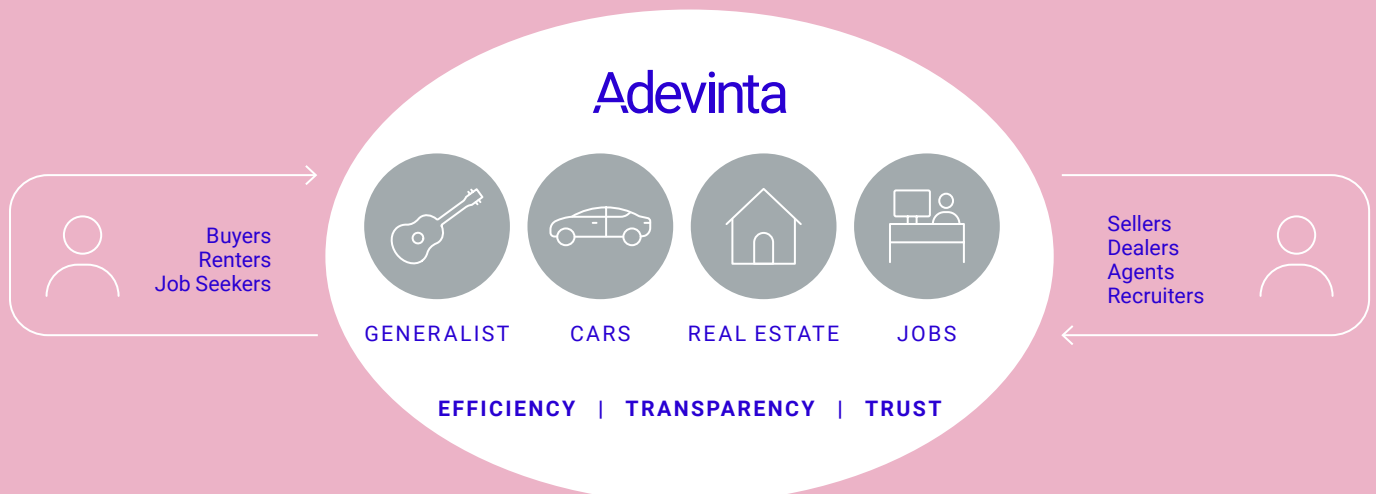 Adevinta
Buyers
Renters
Job Seekers
Sellers
Dealers
Agents
Recruiters
GENERALIST
CARS
REAL ESTATE
JOBS
EFFICIENCY | TRANSPARENCY | TRUST